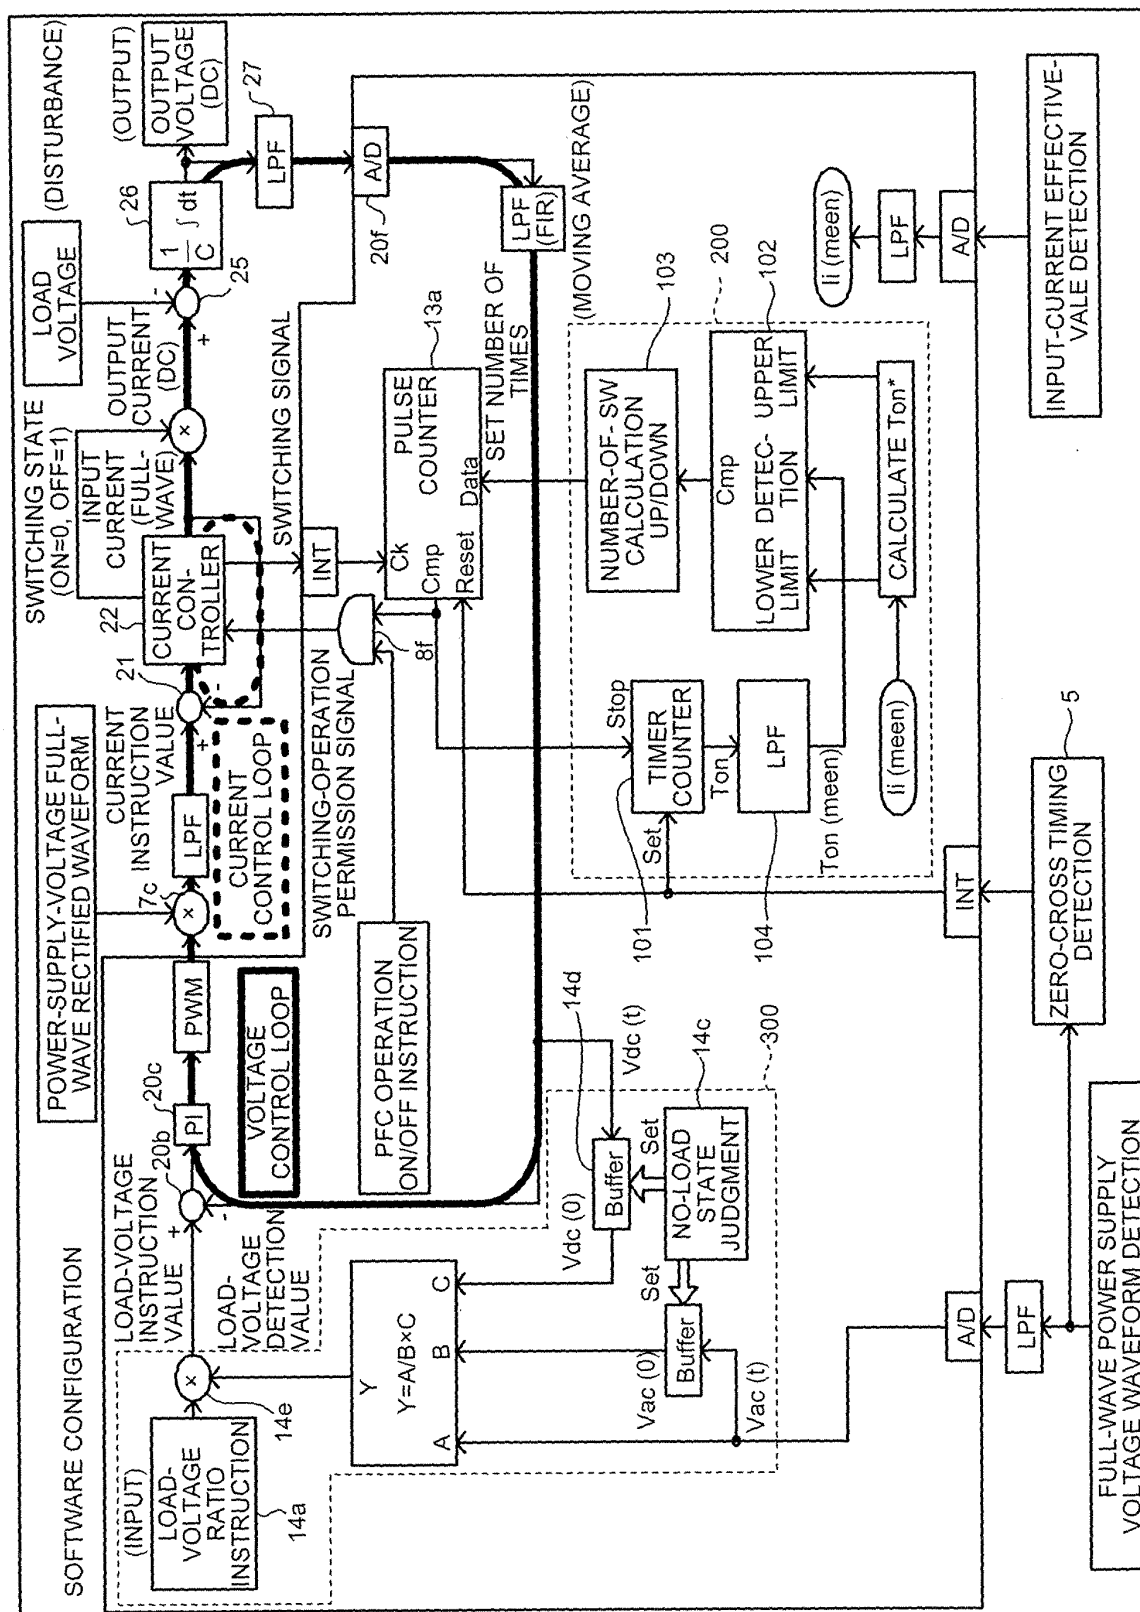 SOFTWARE CONFIGURATION
(INPUT)
LOAD-
VOLTAGE
RATIO
INSTRUCTION
14a
14e
×
LOAD-VOLTAGE
INSTRUCTION
VALUE
+
-
20b
LOAD-
VOLTAGE
DETECTION
VALUE
PI
20c
PWM
VOLTAGE
CONTROL LOOP
POWER-SUPPLY-VOLTAGE FULL-
WAVE RECTIFIED WAVEFORM
7c
×
LPF
CURRENT
INSTRUCTION
VALUE
+
-
21
CURRENT
CONTROL LOOP
22
CURRENT
CON-
TROLLER
SWITCHING STATE
(ON=0, OFF=1)
INPUT
CURRENT
(FULL-
WAVE)
×
OUTPUT
CURRENT
(DC)
+
-
25
LOAD
VOLTAGE
(DISTURBANCE)
26
1
C
∫ dt
(OUTPUT)
OUTPUT
VOLTAGE
(DC)
27
LPF
A/D
20f
LPF
(FIR)
(MOVING AVERAGE)
SWITCHING SIGNAL
INT
SWITCHING-OPERATION
PERMISSION SIGNAL
8f
PFC OPERATION
ON/OFF INSTRUCTION
13a
PULSE
COUNTER
Ck
Cmp
Reset
Data
SET NUMBER OF
TIMES
200
103
NUMBER-OF- SW
CALCULATION
UP/DOWN
102
Cmp
LOWER
LIMIT
DETEC-
TION
UPPER
LIMIT
CALCULATE Ton*
Ii (meen)
101
Set
Stop
TIMER
COUNTER
Ton
LPF
104
Ton (meen)
Y
Y=A/B×C
A
B
C
Vdc (0)
Buffer
14d
Vdc (t)
Set
NO-LOAD
STATE
JUDGMENT
14c
300
Set
Vac (0)
Buffer
Vac (t)
A/D
LPF
FULL-WAVE POWER SUPPLY
VOLTAGE WAVEFORM DETECTION
INT
ZERO-CROSS TIMING
DETECTION
5
Ii (meen)
LPF
A/D
INPUT-CURRENT EFFECTIVE-
VALE DETECTION